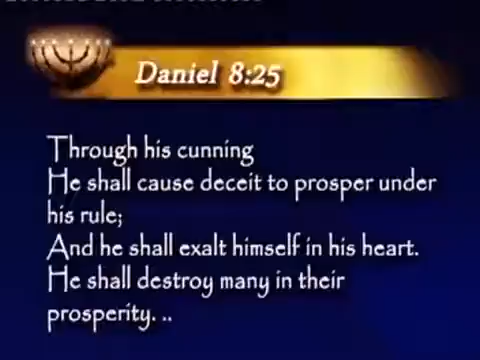 Daniel 8:25
Through his cunning
He shall cause deceit to prosper under
his rule;
And he shall exalt himself in his heart.
He shall destroy many in their
prosperity. ..